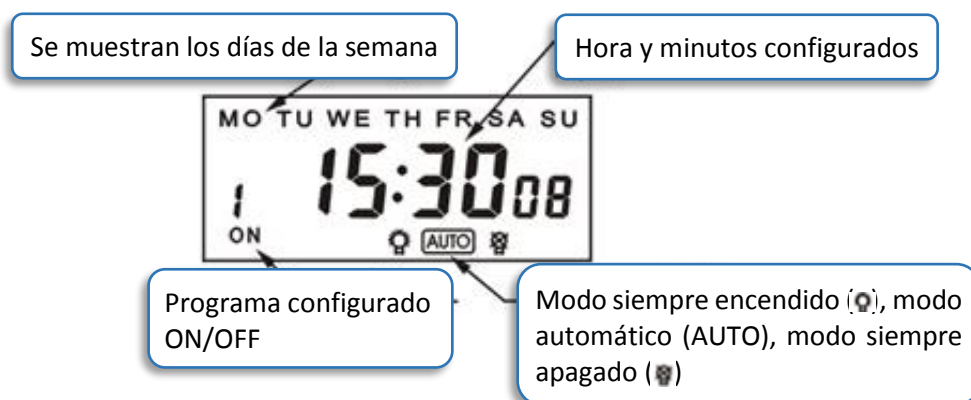 Se muestran los días de la semana
Hora y minutos configurados
MO TU WE TH FR SA SU
15:30 08
1
ON
AUTO
Programa configurado
ON/OFF
Modo siempre encendido ( ), modo
automático (AUTO), modo siempre
apagado ( )